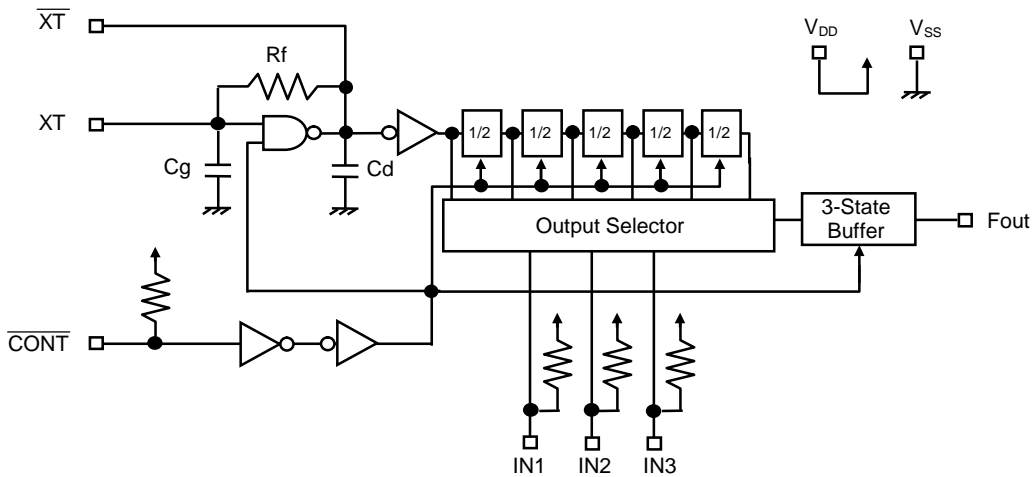 XT
V_DD V_SS
Rf
XT
1/2 1/2 1/2 1/2 1/2
Cg Cd
Output Selector
3-State
Buffer
Fout
CONT
IN1 IN2 IN3